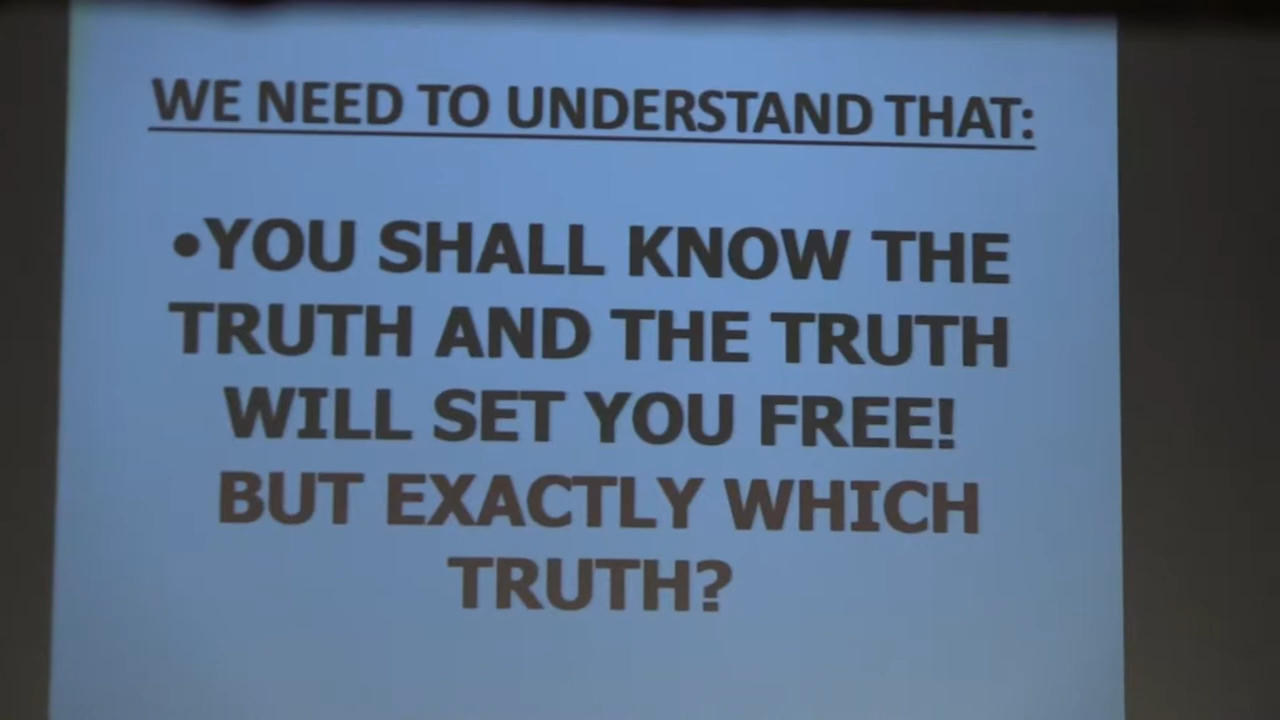 WE NEED TO UNDERSTAND THAT:
•YOU SHALL KNOW THE
TRUTH AND THE TRUTH
WILL SET YOU FREE!
BUT EXACTLY WHICH
TRUTH?